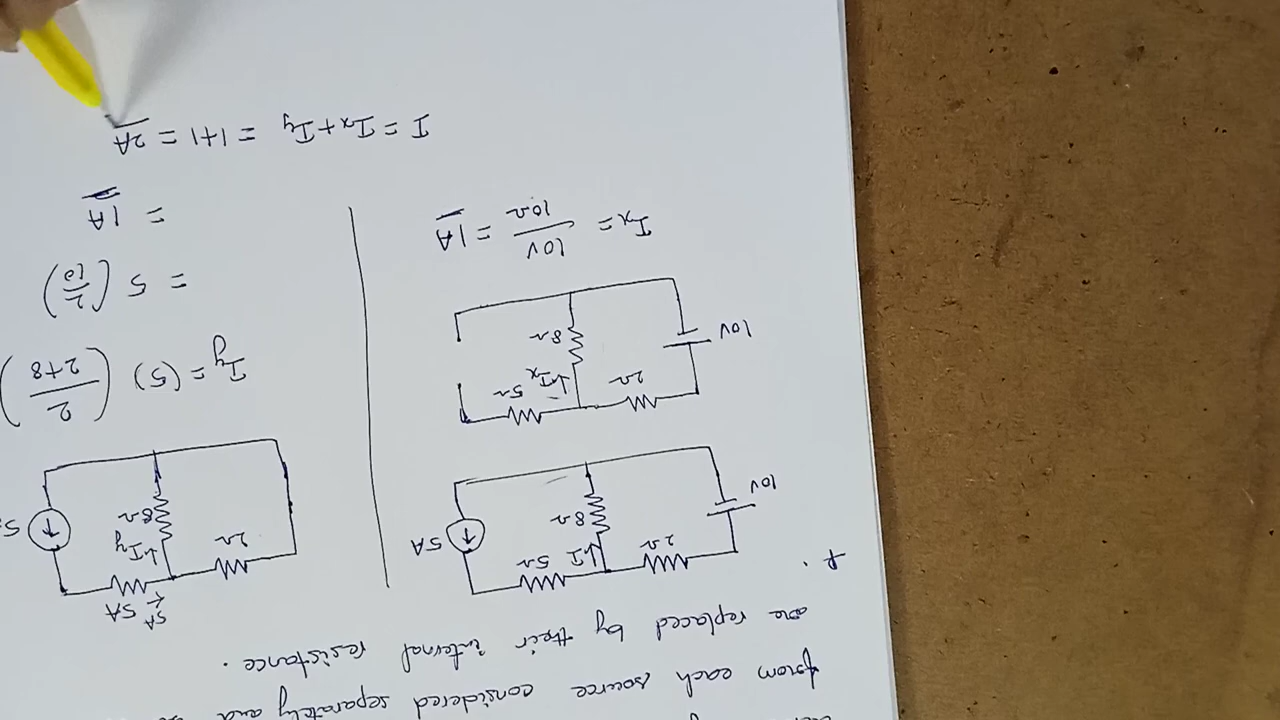 from each source considered separately and
are replaced by their internal resistance.
10V
2Ω
5Ω
↓I
8Ω
5A
10V
2Ω
5Ω
↓Ix
8Ω
Ix = 10V/10Ω = 1A
2Ω
5A
5A
↓Iy
8Ω
Iy = (5) (2/(2+8))
= 5 (2/10)
= 1A
I = Ix + Iy = 1+1 = 2A